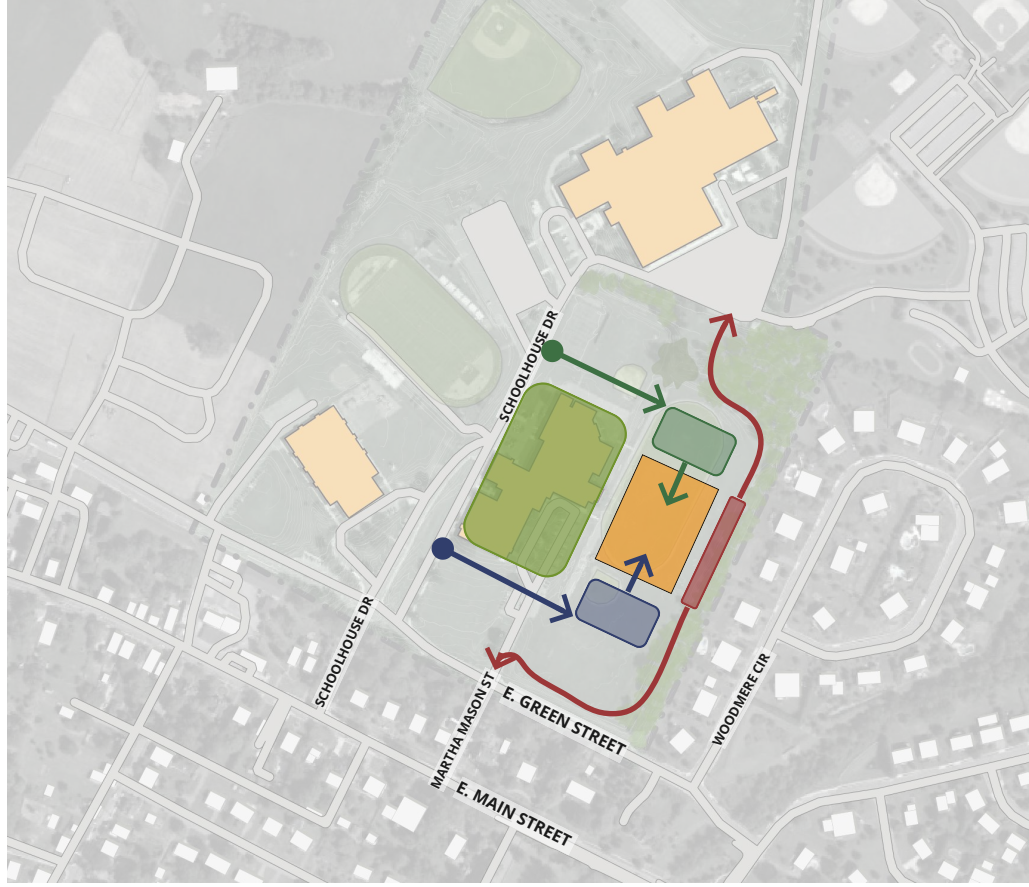 SCHOOLHOUSE DR
SCHOOLHOUSE DR
MARTHA MASON ST
E. GREEN STREET
WOODMERE CIR
E. MAIN STREET